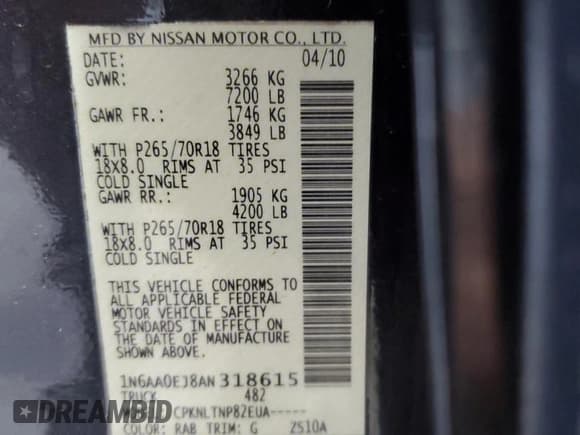 MFD BY NISSAN MOTOR CO., LTD.
DATE: 04/10
GVWR: 3266 KG
7200 LB
GAWR FR.: 1746 KG
3849 LB
WITH P265/70R18 TIRES
18X8.0 RIMS AT 35 PSI
COLD SINGLE
GAWR RR.: 1905 KG
4200 LB
WITH P265/70R18 TIRES
18X8.0 RIMS AT 35 PSI
COLD SINGLE
THIS VEHICLE CONFORMS TO
ALL APPLICABLE FEDERAL
MOTOR VEHICLE SAFETY
STANDARDS IN EFFECT ON
THE DATE OF MANUFACTURE
SHOWN ABOVE
1N6AA0EJ8AN318615
TRUCK 482
CPKNLTNP82EUA-----
COLOR: RAB TRIM: G ZS10A
© DEALERS CLUB